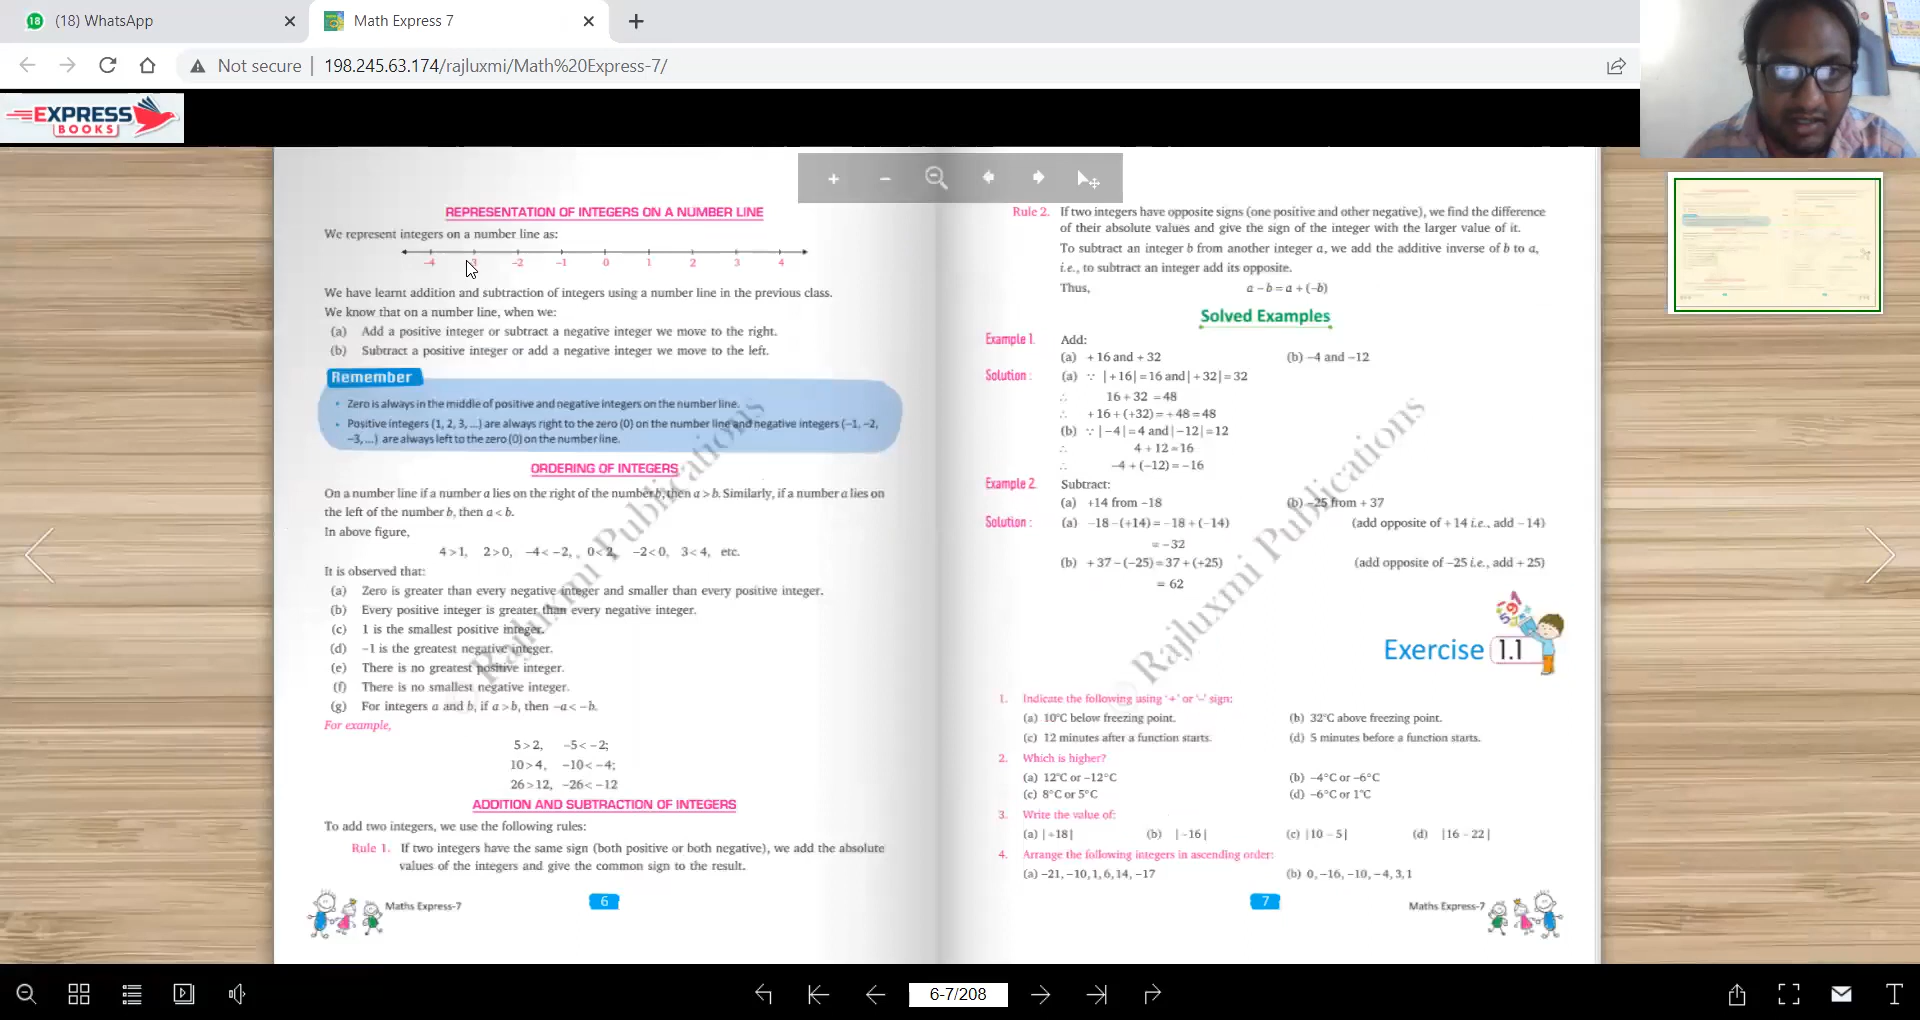 18 (18) WhatsApp
Math Express 7
Not secure | 198.245.63.174/rajluxmi/Math%20Express-7/
EXPRESS
BOOKS
REPRESENTATION OF INTEGERS ON A NUMBER LINE
We represent integers on a number line as:
-4 -3 -2 -1 0 1 2 3 4
We have learnt addition and subtraction of integers using a number line in the previous class.
We know that on a number line, when we:
(a) Add a positive integer or subtract a negative integer we move to the right.
(b) Subtract a positive integer or add a negative integer we move to the left.
Remember
• Zero is always in the middle of positive and negative integers on the number line.
• Positive integers (1, 2, 3, ...) are always right to the zero (0) on the number line and negative integers (−1, −2,
−3, ...) are always left to the zero (0) on the number line.
ORDERING OF INTEGERS
On a number line if a number a lies on the right of the number b, then a > b. Similarly, if a number a lies on
the left of the number b, then a < b.
In above figure,
4 > 1, 2 > 0, −4 < −2, 0 < 2, −2 < 0, 3 < 4, etc.
It is observed that:
(a) Zero is greater than every negative integer and smaller than every positive integer.
(b) Every positive integer is greater than every negative integer.
(c) 1 is the smallest positive integer.
(d) −1 is the greatest negative integer.
(e) There is no greatest positive integer.
(f) There is no smallest negative integer.
(g) For integers a and b, if a > b, then −a < −b.
For example,
5 > 2, −5 < −2;
10 > 4, −10 < −4;
26 > 12, −26 < −12
ADDITION AND SUBTRACTION OF INTEGERS
To add two integers, we use the following rules:
Rule 1. If two integers have the same sign (both positive or both negative), we add the absolute
values of the integers and give the common sign to the result.
Maths Express-7
6
© Rajluxmi Publications
Rule 2. If two integers have opposite signs (one positive and other negative), we find the difference
of their absolute values and give the sign of the integer with the larger value of it.
To subtract an integer b from another integer a, we add the additive inverse of b to a,
i.e., to subtract an integer add its opposite.
Thus, a − b = a + (−b)
Solved Examples
Example 1. Add:
(a) +16 and +32 (b) −4 and −12
Solution : (a) ∵ |+16| = 16 and |+32| = 32
∴ 16 + 32 = 48
∴ +16 + (+32) = +48 = 48
(b) ∵ |−4| = 4 and |−12| = 12
∴ 4 + 12 = 16
∴ −4 + (−12) = −16
Example 2. Subtract:
(a) +14 from −18 (b) −25 from +37
Solution : (a) −18 − (+14) = −18 + (−14) (add opposite of +14 i.e., add −14)
= −32
(b) +37 − (−25) = 37 + (+25) (add opposite of −25 i.e., add +25)
= 62
Exercise 1.1
1. Indicate the following using '+' or '−' sign:
(a) 10°C below freezing point. (b) 32°C above freezing point.
(c) 12 minutes after a function starts. (d) 5 minutes before a function starts.
2. Which is higher?
(a) 12°C or −12°C (b) −4°C or −6°C
(c) 8°C or 5°C (d) −6°C or 1°C
3. Write the value of:
(a) |+18| (b) |−16| (c) |10 − 5| (d) |16 − 22|
4. Arrange the following integers in ascending order:
(a) −21, −10, 1, 6, 14, −17 (b) 0, −16, −10, −4, 3, 1
7
Maths Express-7
© Rajluxmi Publications
6-7/208